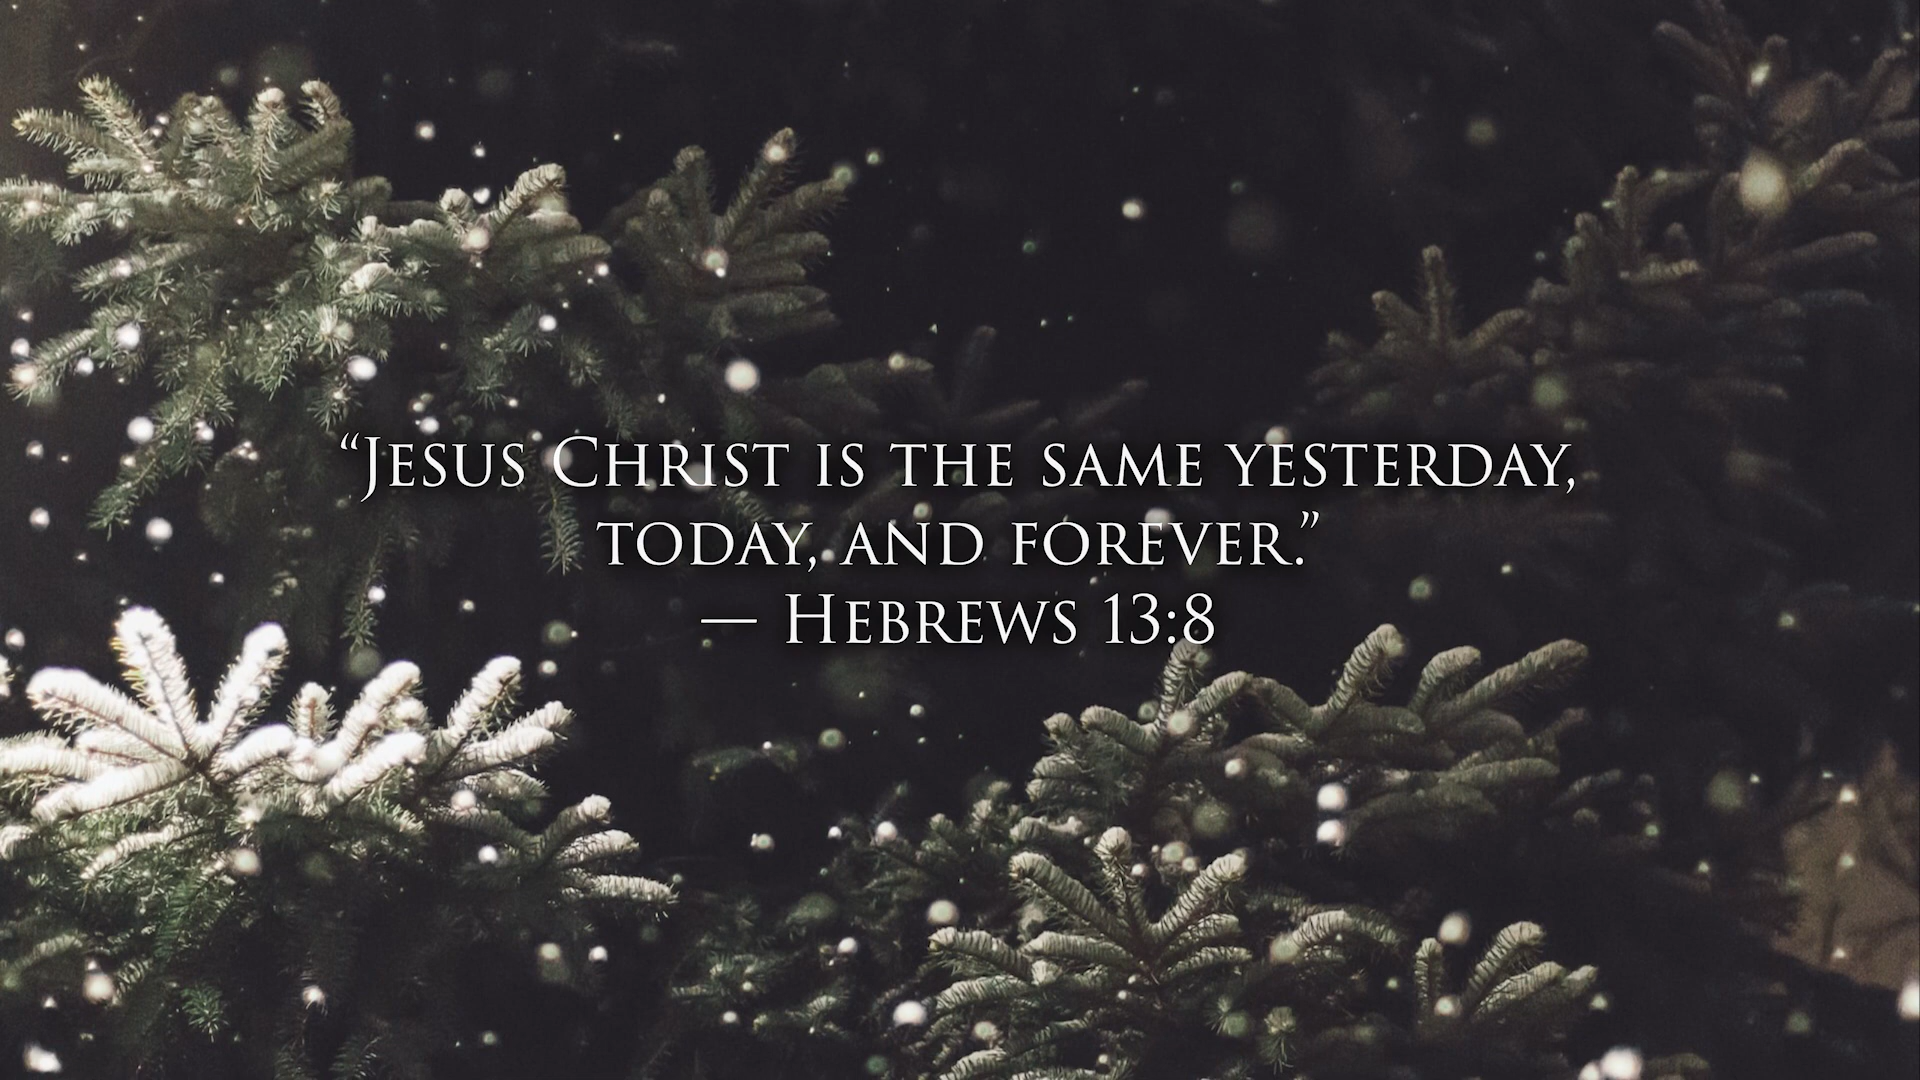 “Jesus Christ is the same yesterday,
today, and forever.”
— Hebrews 13:8